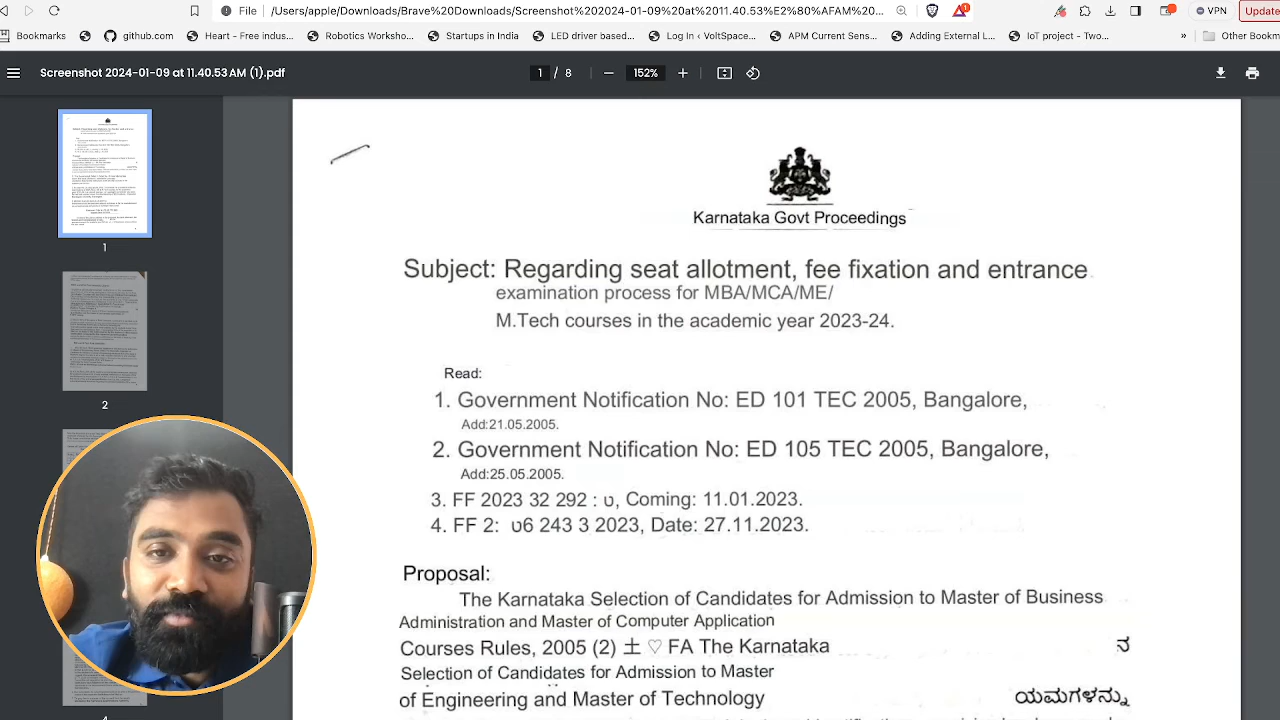 File
/Users/apple/Downloads/Brave%20Downloads/Screenshot%202024-01-09%20at%2011.40.53%E2%80%AFAM%20...
VPN
Update
Bookmarks
github.com
Heart – Free indus...
Robotics Worksho...
Startups in India
LED driver based...
Log In ‹ VoltSpace...
APM Current Sens...
Adding External L...
IoT project - Two...
»
Other Bookm
Screenshot 2024-01-09 at 11.40.53 AM (1).pdf
1 / 8
152%
1
2
Karnataka Govt Proceedings
Subject: Regarding seat allotment, fee fixation and entrance
examination process for MBA/MCA/ME/
M.Tech courses in the academic year 2023-24.
Read:
1. Government Notification No: ED 101 TEC 2005, Bangalore,
Add:21.05.2005.
2. Government Notification No: ED 105 TEC 2005, Bangalore,
Add:25.05.2005.
3. FF 2023 32 292 : υ, Coming: 11.01.2023.
4. FF 2: υ6 243 3 2023, Date: 27.11.2023.
Proposal:
The Karnataka Selection of Candidates for Admission to Master of Business
Administration and Master of Computer Application
Courses Rules, 2005 (2) 土 ♡ FA The Karnataka ನ
Selection of Candidates for Admission to Master
of Engineering and Master of Technology ಯಮಗಳನ್ನು